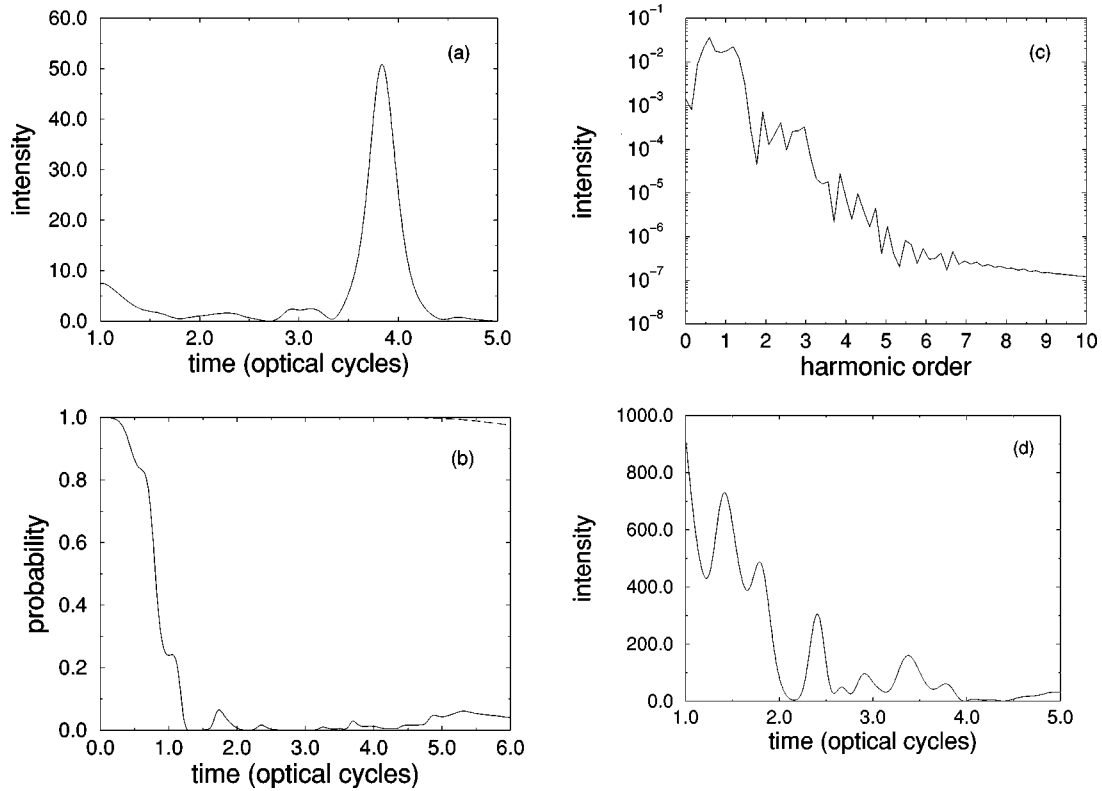 60.0
50.0
40.0
30.0
20.0
10.0
0.0
intensity
(a)
1.0 2.0 3.0 4.0 5.0
time (optical cycles)
10⁻¹
10⁻²
10⁻³
10⁻⁴
10⁻⁵
10⁻⁶
10⁻⁷
10⁻⁸
intensity
(c)
0 1 2 3 4 5 6 7 8 9 10
harmonic order
1.0
0.8
0.6
0.4
0.2
0.0
probability
(b)
0.0 1.0 2.0 3.0 4.0 5.0 6.0
time (optical cycles)
1000.0
800.0
600.0
400.0
200.0
0.0
intensity
(d)
1.0 2.0 3.0 4.0 5.0
time (optical cycles)